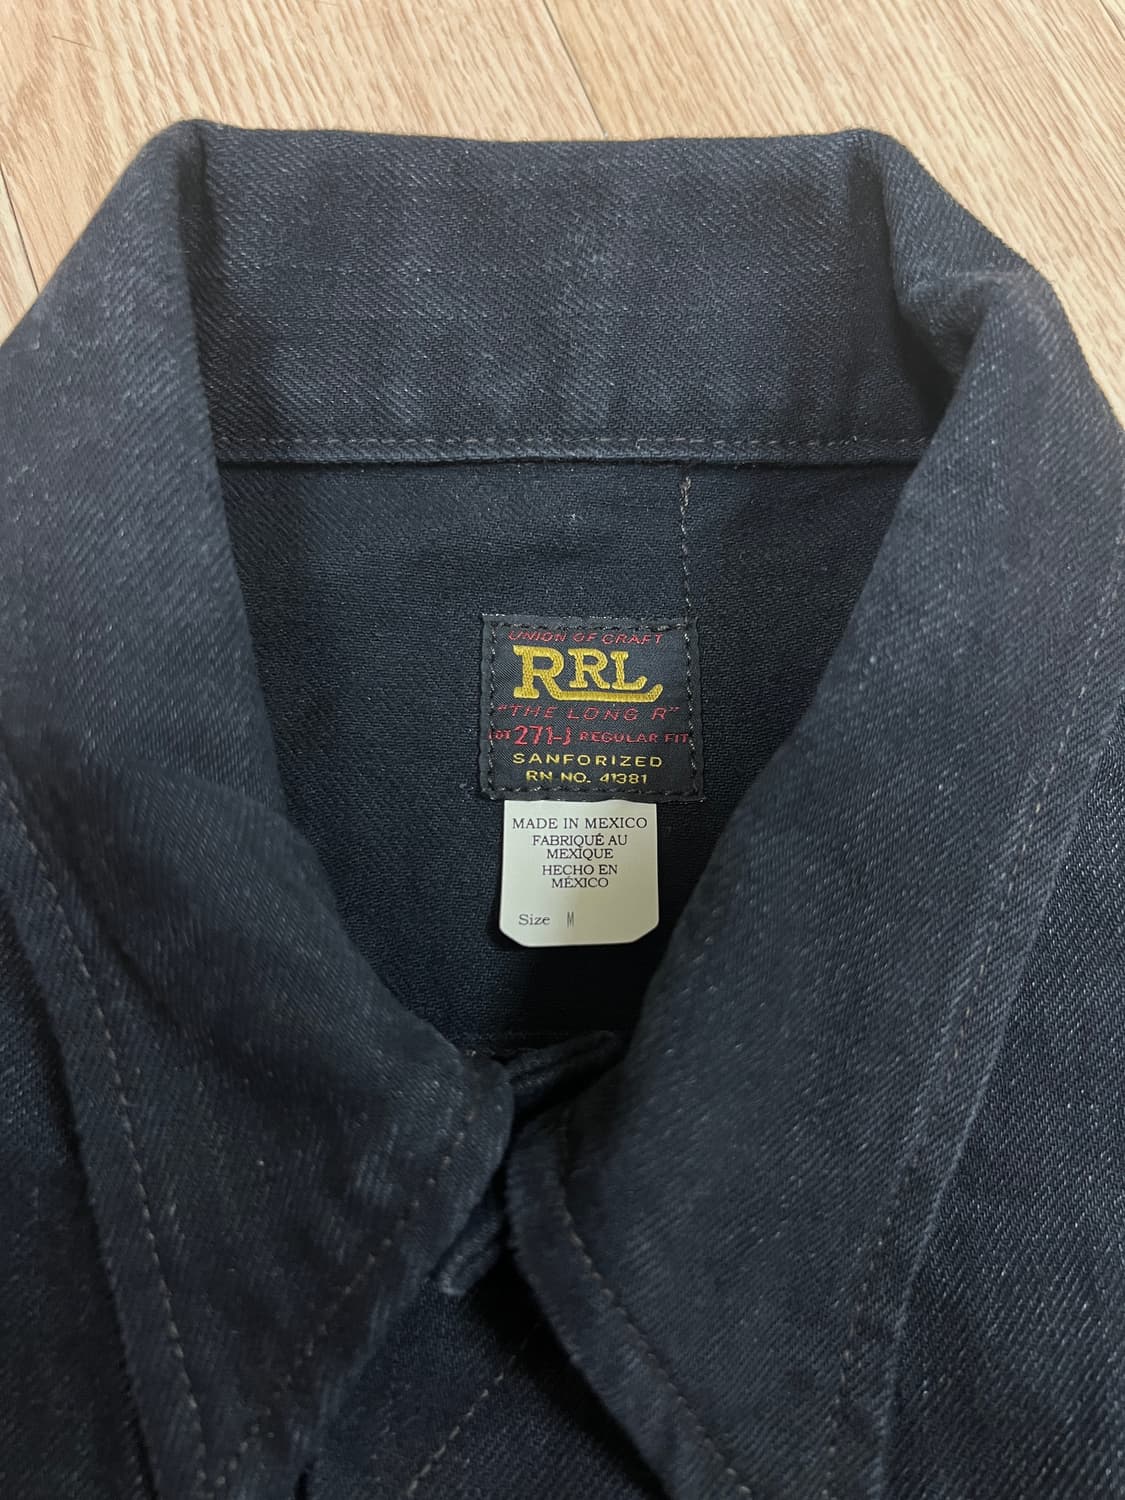 UNION OF CRAFT
RRL
"THE LONG R"
LOT 271-J REGULAR FIT
SANFORIZED
RN NO. 41381
MADE IN MEXICO
FABRIQUÉ AU
MEXIQUE
HECHO EN
MÉXICO
Size M